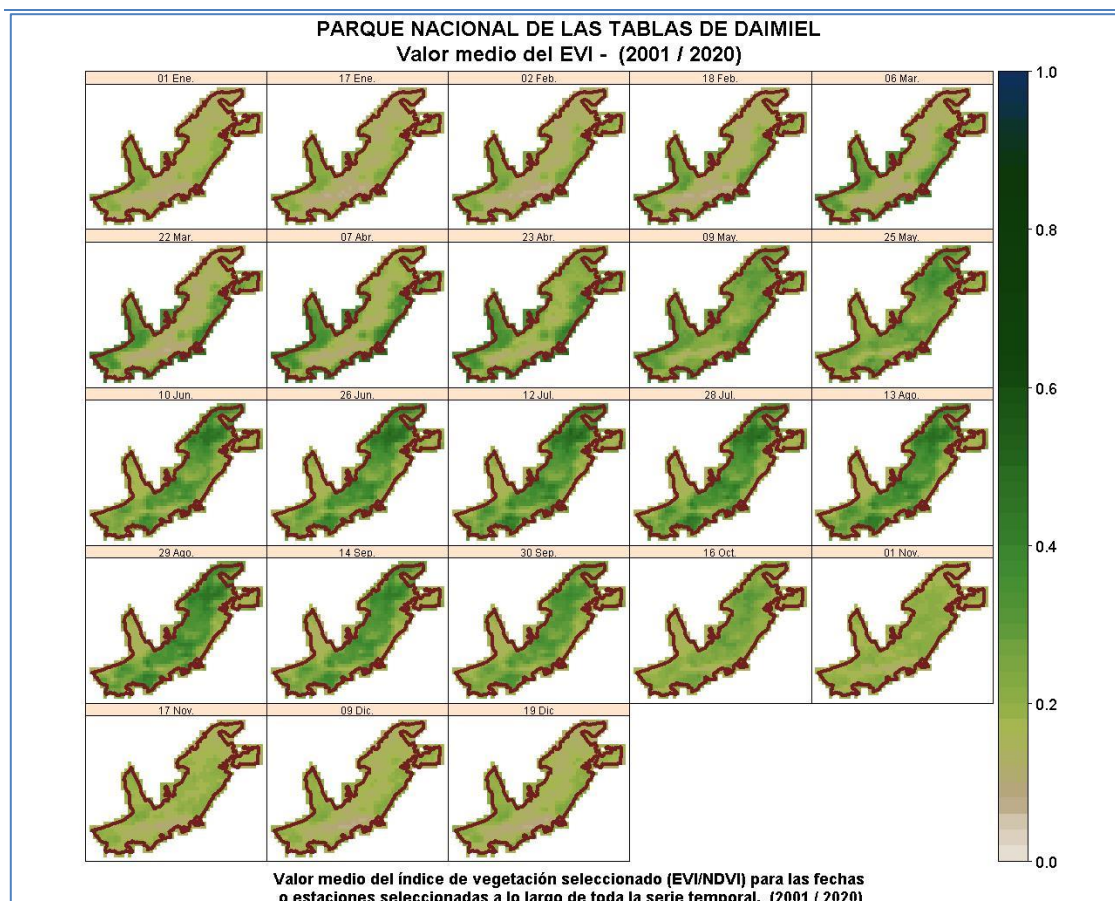 PARQUE NACIONAL DE LAS TABLAS DE DAIMIEL
Valor medio del EVI - (2001 / 2020)
01 Ene.
17 Ene.
02 Feb.
18 Feb.
06 Mar.
22 Mar.
07 Abr.
23 Abr.
09 May.
25 May.
10 Jun.
26 Jun.
12 Jul.
28 Jul.
13 Ago.
29 Ago.
14 Sep.
30 Sep.
16 Oct.
01 Nov.
17 Nov.
09 Dic.
19 Dic
1.0
0.8
0.6
0.4
0.2
0.0
Valor medio del índice de vegetación seleccionado (EVI/NDVI) para las fechas
o estaciones seleccionadas a lo largo de toda la serie temporal. (2001 / 2020)